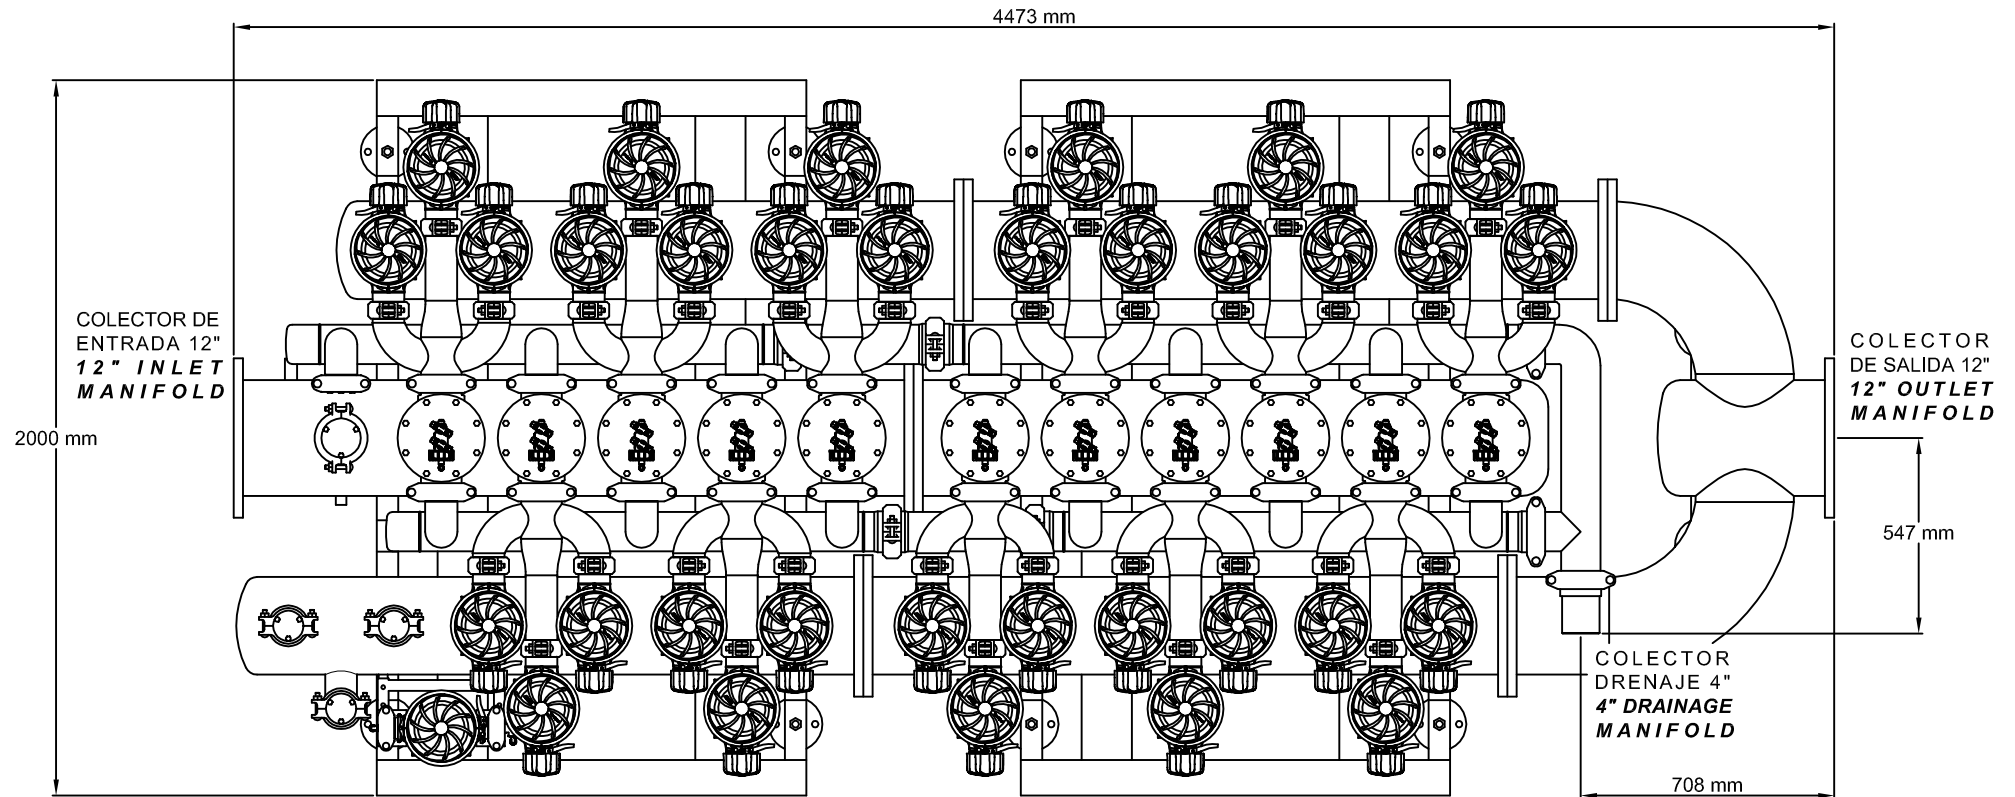 4473 mm
COLECTOR DE
ENTRADA 12"
12" INLET
MANIFOLD
2000 mm
COLECTOR
DE SALIDA 12"
12" OUTLET
MANIFOLD
547 mm
COLECTOR
DRENAJE 4"
4" DRAINAGE
MANIFOLD
708 mm